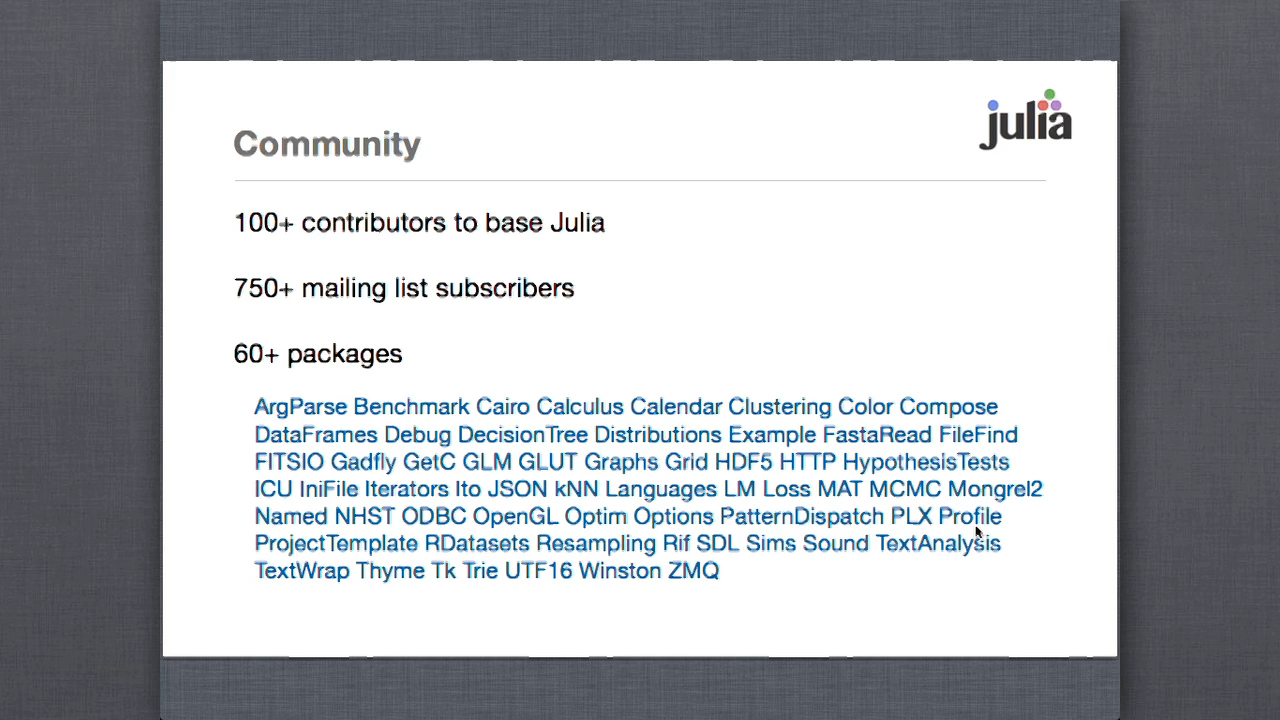 julia
Community
100+ contributors to base Julia
750+ mailing list subscribers
60+ packages
ArgParse Benchmark Cairo Calculus Calendar Clustering Color Compose
DataFrames Debug DecisionTree Distributions Example FastaRead FileFind
FITSIO Gadfly GetC GLM GLUT Graphs Grid HDF5 HTTP HypothesisTests
ICU IniFile Iterators Ito JSON kNN Languages LM Loss MAT MCMC Mongrel2
Named NHST ODBC OpenGL Optim Options PatternDispatch PLX Profile
ProjectTemplate RDatasets Resampling Rif SDL Sims Sound TextAnalysis
TextWrap Thyme Tk Trie UTF16 Winston ZMQ